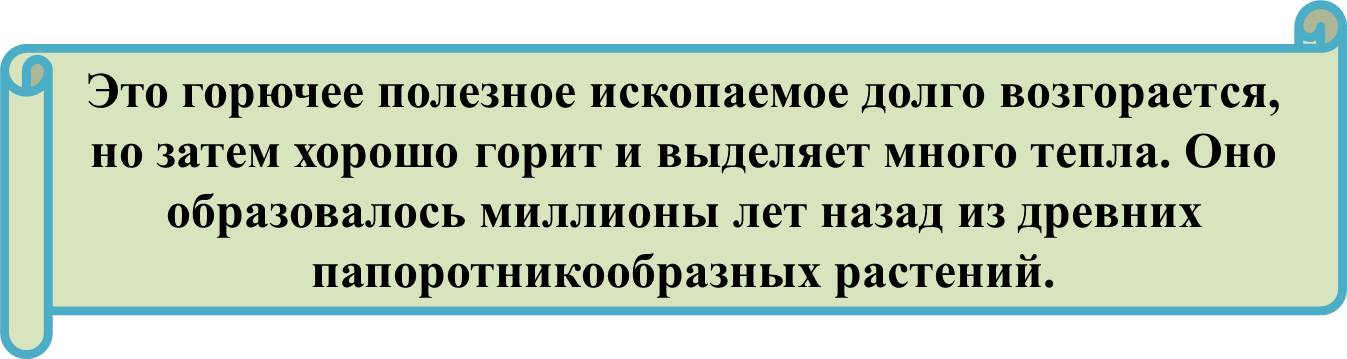 Это горючее полезное ископаемое долго возгорается,
но затем хорошо горит и выделяет много тепла. Оно
образовалось миллионы лет назад из древних
папоротникообразных растений.